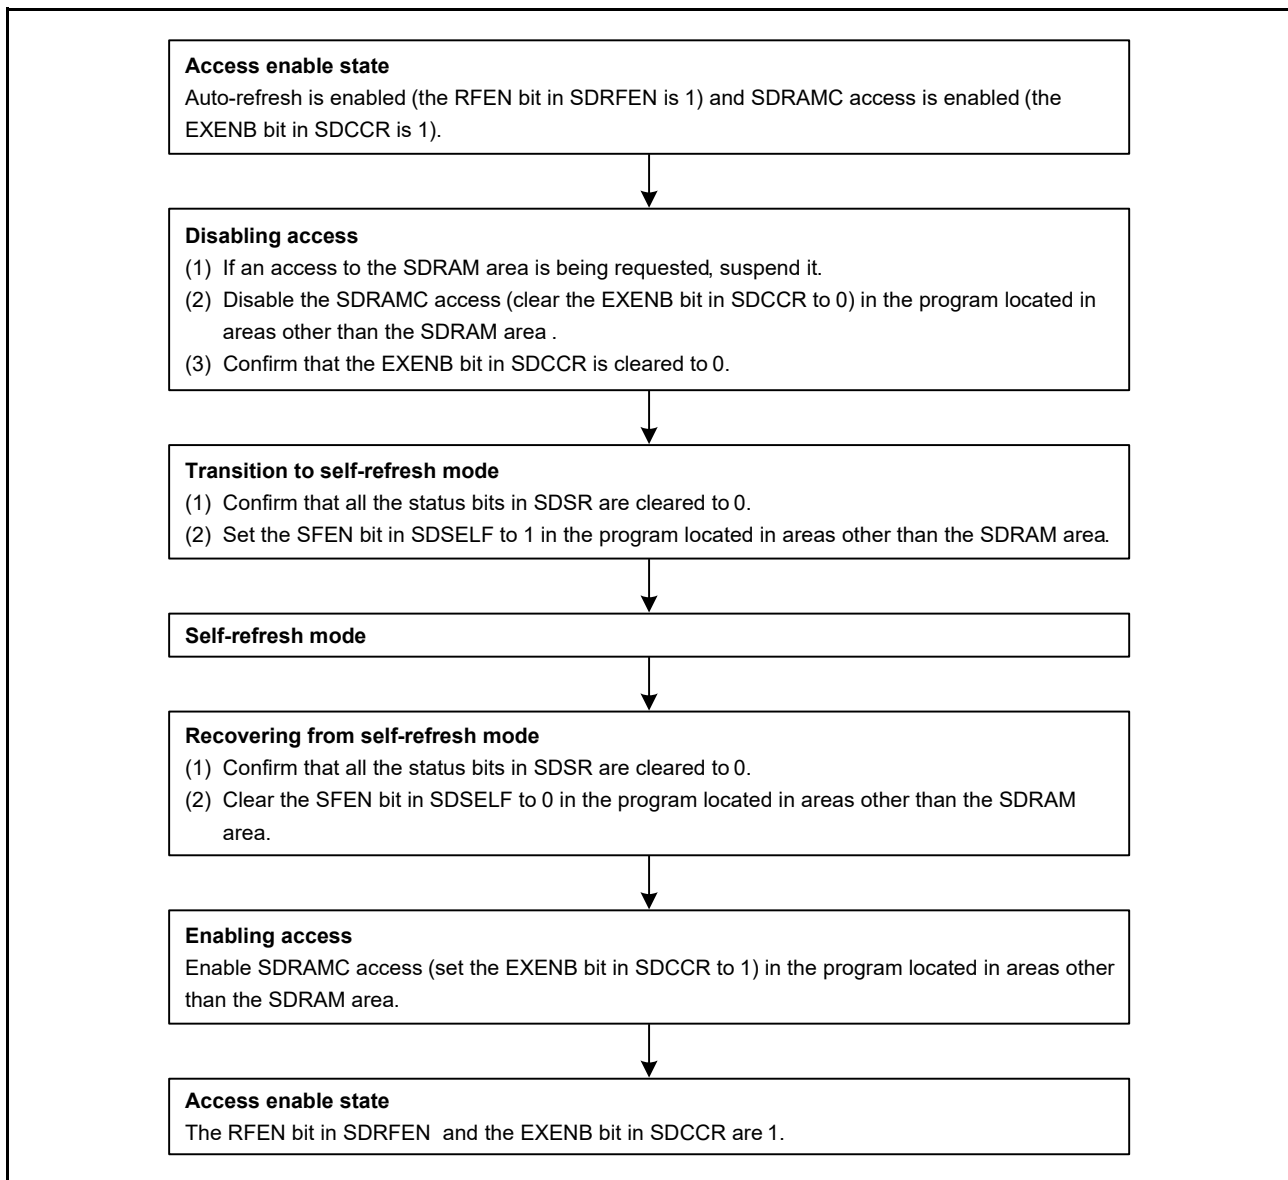 Access enable state
Auto-refresh is enabled (the RFEN bit in SDRFEN is 1) and SDRAMC access is enabled (the
EXENB bit in SDCCR is 1).
Disabling access
(1) If an access to the SDRAM area is being requested, suspend it.
(2) Disable the SDRAMC access (clear the EXENB bit in SDCCR to 0) in the program located in
areas other than the SDRAM area .
(3) Confirm that the EXENB bit in SDCCR is cleared to 0.
Transition to self-refresh mode
(1) Confirm that all the status bits in SDSR are cleared to 0.
(2) Set the SFEN bit in SDSELF to 1 in the program located in areas other than the SDRAM area.
Self-refresh mode
Recovering from self-refresh mode
(1) Confirm that all the status bits in SDSR are cleared to 0.
(2) Clear the SFEN bit in SDSELF to 0 in the program located in areas other than the SDRAM
area.
Enabling access
Enable SDRAMC access (set the EXENB bit in SDCCR to 1) in the program located in areas other
than the SDRAM area.
Access enable state
The RFEN bit in SDRFEN and the EXENB bit in SDCCR are 1.